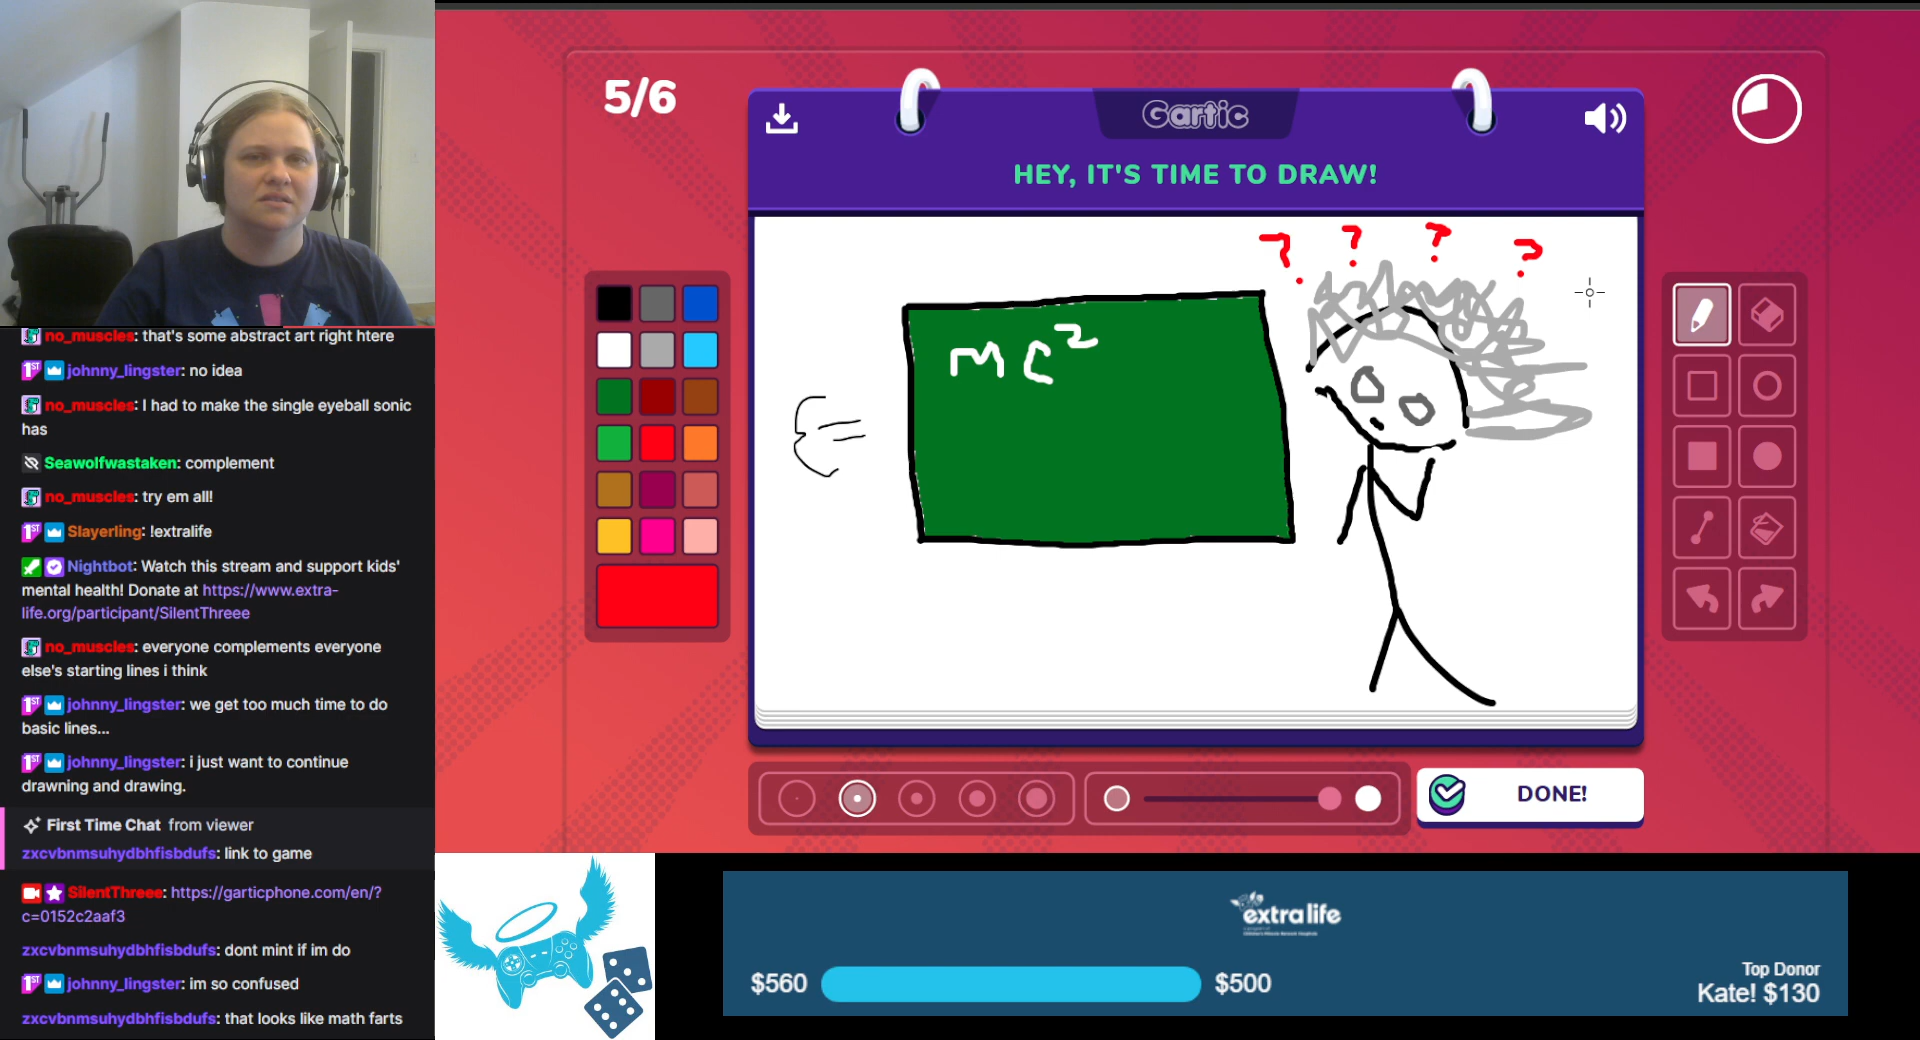 no_muscles: that's some abstract art right htere
johnny_lingster: no idea
no_muscles: I had to make the single eyeball sonic
has
Seawolfwastaken: complement
no_muscles: try em all!
Slayerling: !extralife
Nightbot: Watch this stream and support kids'
mental health! Donate at https://www.extra-
life.org/participant/SilentThreee
no_muscles: everyone complements everyone
else's starting lines i think
johnny_lingster: we get too much time to do
basic lines...
johnny_lingster: i just want to continue
drawning and drawing.
First Time Chat from viewer
zxcvbnmsuhydbhfisbdufs: link to game
SilentThreee: https://garticphone.com/en/?
c=0152c2aaf3
zxcvbnmsuhydbhfisbdufs: dont mint if im do
johnny_lingster: im so confused
zxcvbnmsuhydbhfisbdufs: that looks like math farts
5/6
Gartic
HEY, IT'S TIME TO DRAW!
? ? ? ?
E = mc²
DONE!
extra life
$560 $500
Top Donor
Kate! $130